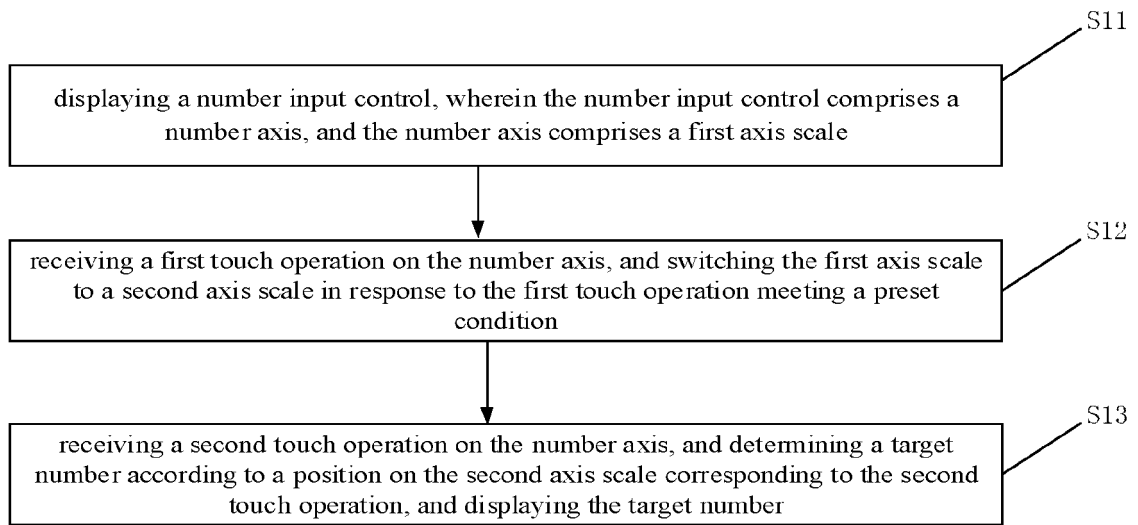 S11
displaying a number input control, wherein the number input control comprises a
number axis, and the number axis comprises a first axis scale
S12
receiving a first touch operation on the number axis, and switching the first axis scale
to a second axis scale in response to the first touch operation meeting a preset
condition
S13
receiving a second touch operation on the number axis, and determining a target
number according to a position on the second axis scale corresponding to the second
touch operation, and displaying the target number